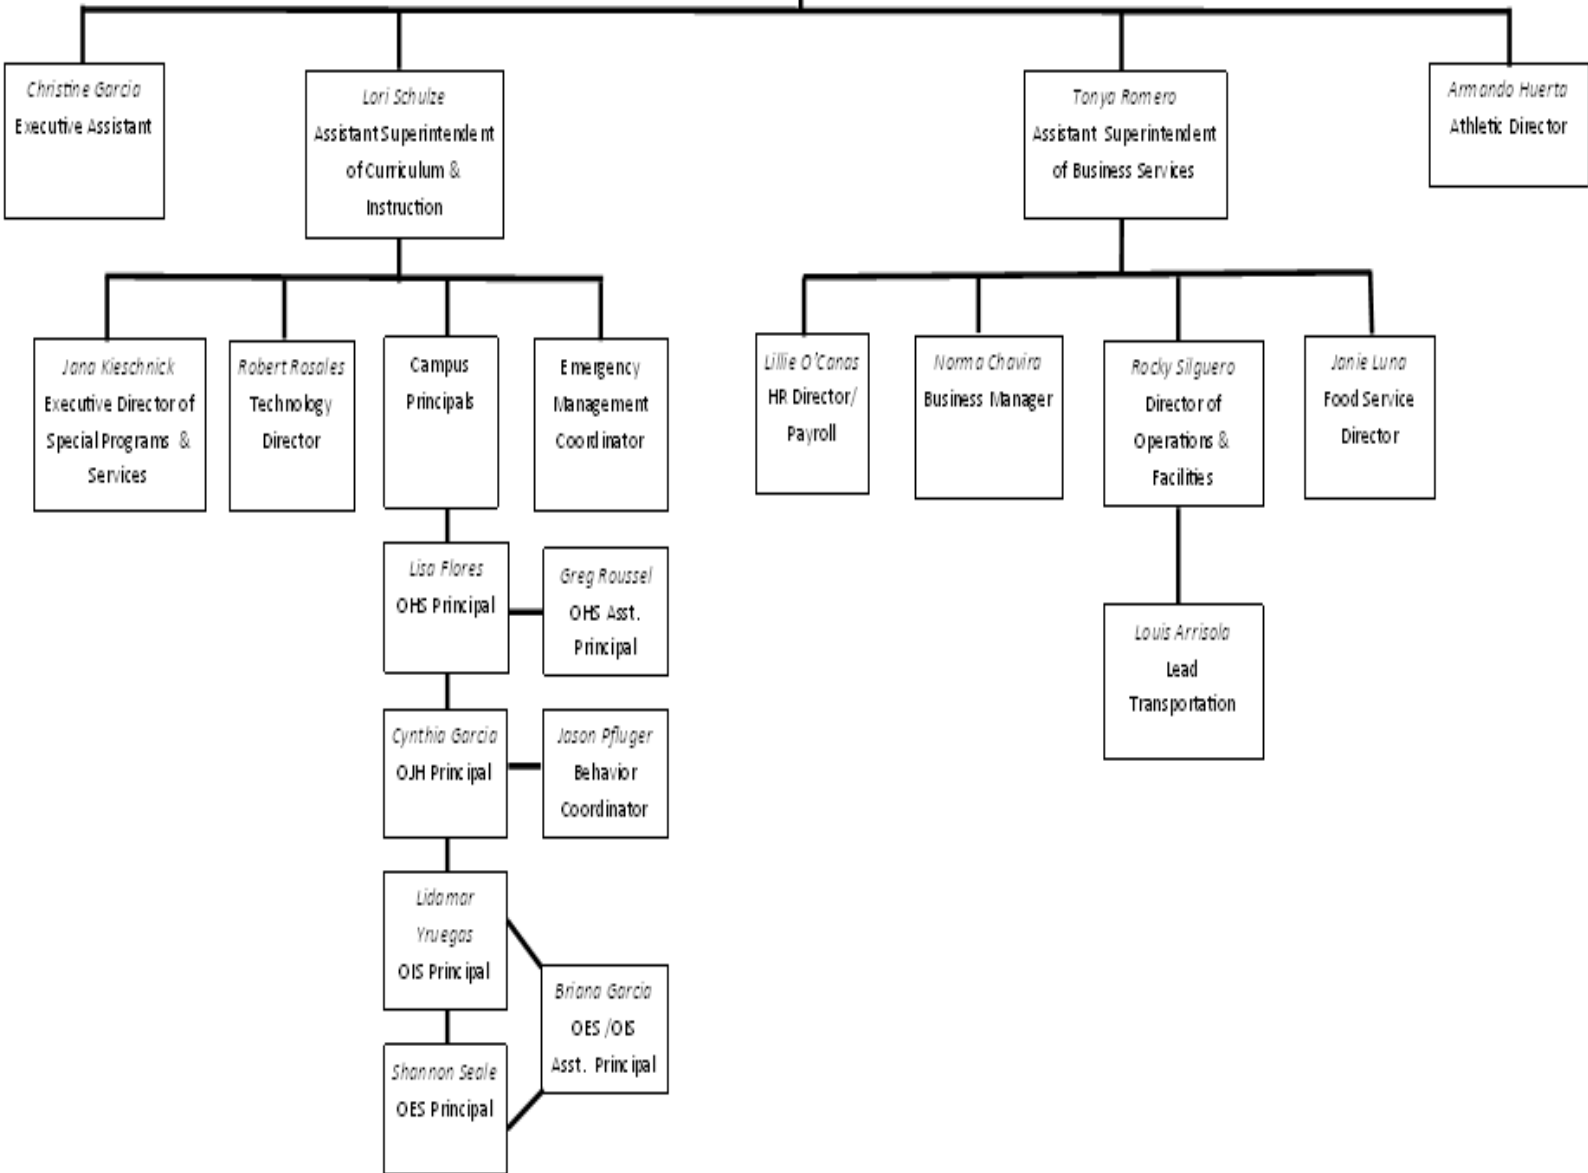 Christine Garcia
Executive Assistant
Lori Schulze
Assistant Superintendent
of Curriculum &
Instruction
Tonya Romero
Assistant Superintendent
of Business Services
Armando Huerta
Athletic Director
Jana Kieschnick
Executive Director of
Special Programs &
Services
Robert Rosales
Technology
Director
Campus
Principals
Emergency
Management
Coordinator
Lillie O'Canas
HR Director/
Payroll
Norma Chavira
Business Manager
Rocky Silguero
Director of
Operations &
Facilities
Janie Luna
Food Service
Director
Lisa Flores
OHS Principal
Greg Roussel
OHS Asst.
Principal
Louis Arrisola
Lead
Transportation
Cynthia Garcia
OJH Principal
Jason Pfluger
Behavior
Coordinator
Lidamar
Yruegas
OIS Principal
Briana Garcia
OES /OIS
Asst. Principal
Shannon Seale
OES Principal